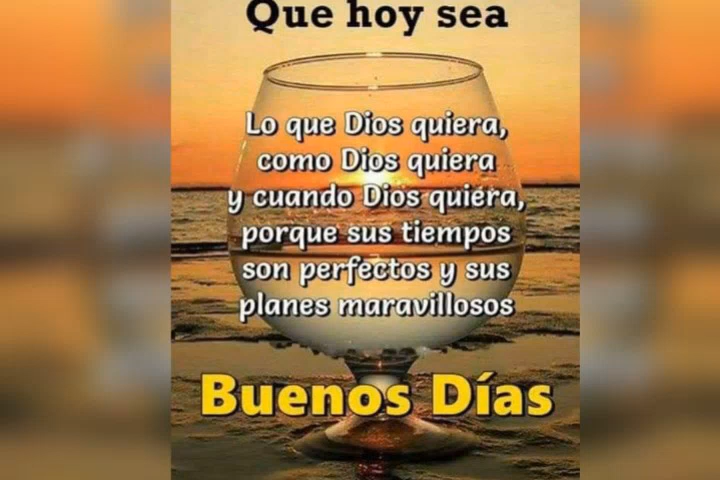 Que hoy sea
Lo que Dios quiera,
como Dios quiera
y cuando Dios quiera,
porque sus tiempos
son perfectos y sus
planes maravillosos
Buenos Días